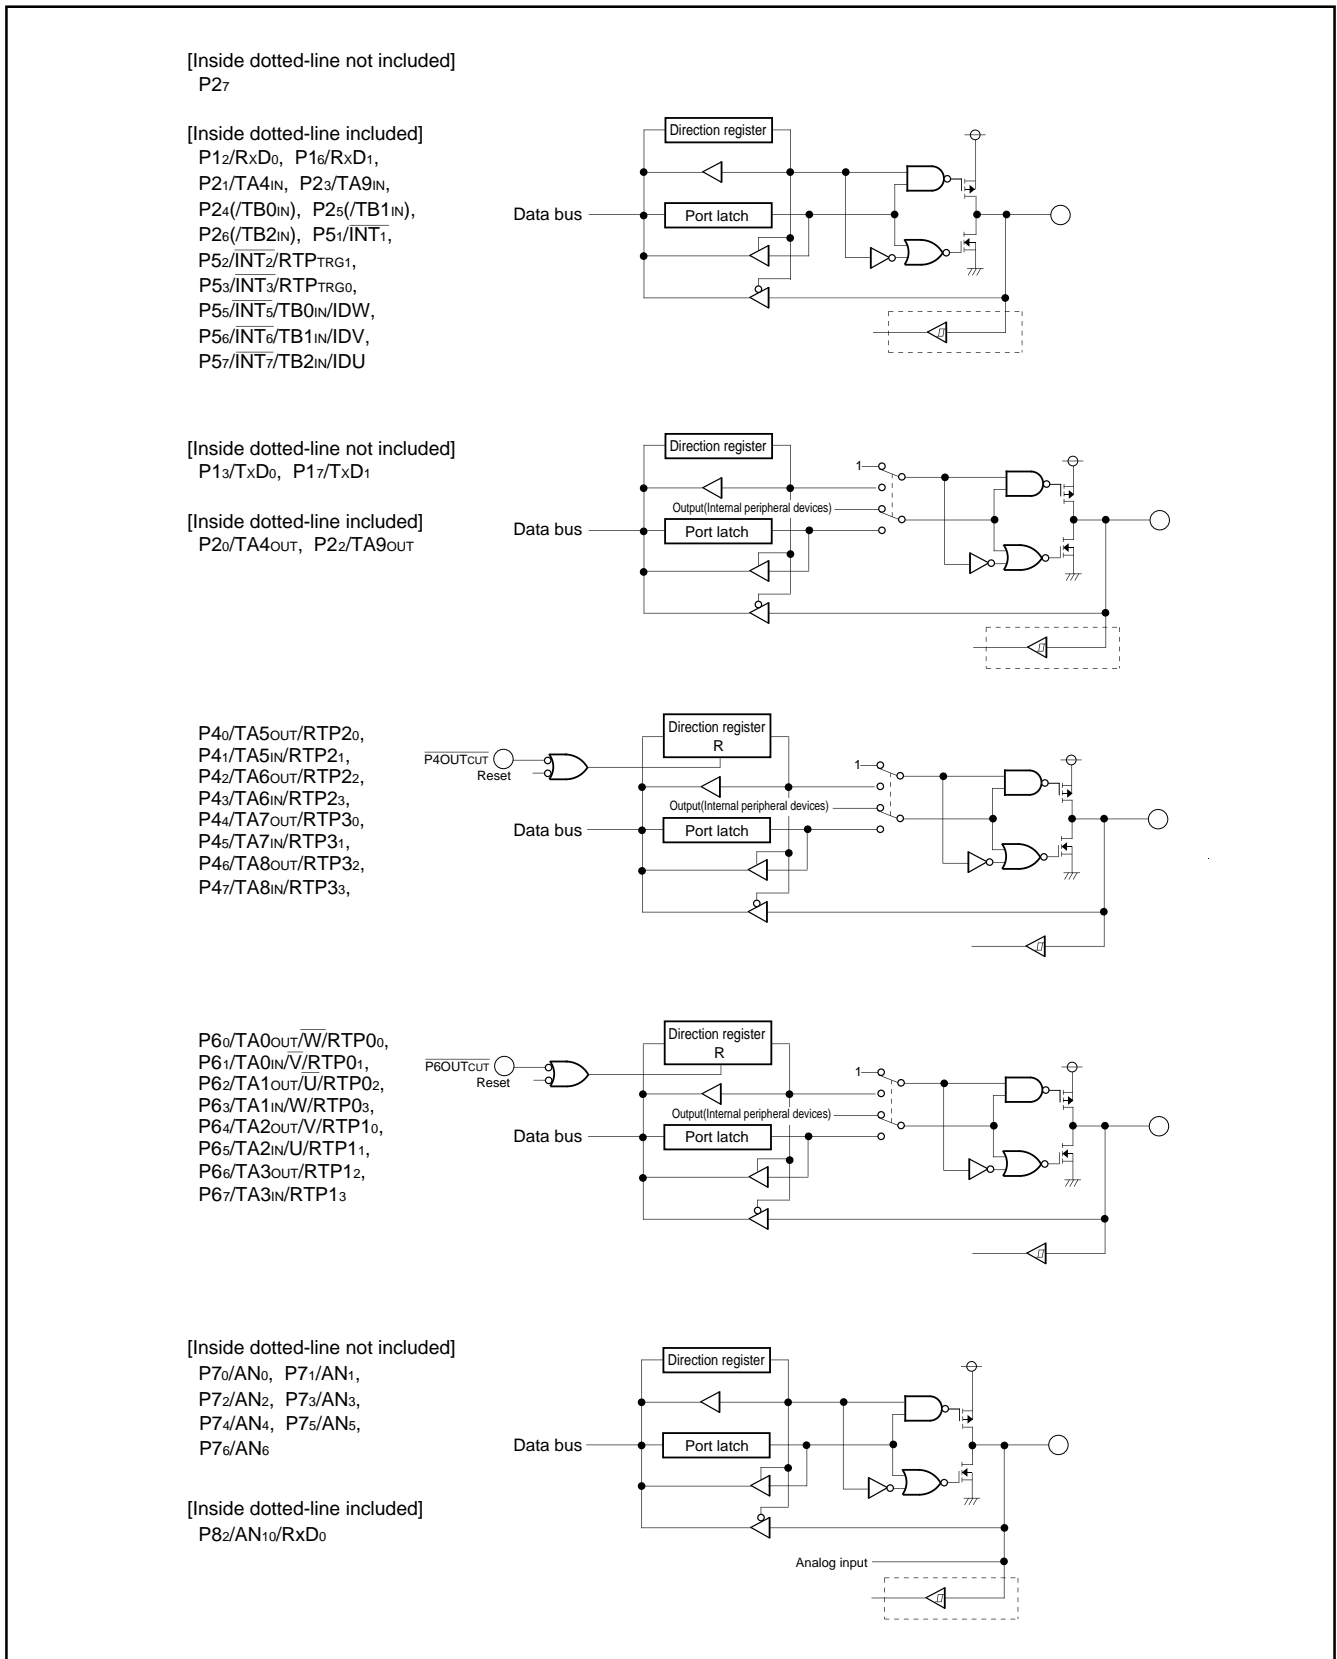 [Inside dotted-line not included]
P27
[Inside dotted-line included]
P12/RxD0, P16/RxD1,
P21/TA4IN, P23/TA9IN,
P24(/TB0IN), P25(/TB1IN),
P26(/TB2IN), P51/INT1,
P52/INT2/RTPTRG1,
P53/INT3/RTPTRG0,
P55/INT5/TB0IN/IDW,
P56/INT6/TB1IN/IDV,
P57/INT7/TB2IN/IDU
Direction register
Data bus
Port latch
[Inside dotted-line not included]
P13/TxD0, P17/TxD1
[Inside dotted-line included]
P20/TA4OUT, P22/TA9OUT
Direction register
1
Output(Internal peripheral devices)
Data bus
Port latch
P40/TA5OUT/RTP20,
P41/TA5IN/RTP21,
P42/TA6OUT/RTP22,
P43/TA6IN/RTP23,
P44/TA7OUT/RTP30,
P45/TA7IN/RTP31,
P46/TA8OUT/RTP32,
P47/TA8IN/RTP33,
P4OUTCUT
Reset
Direction register
R
1
Output(Internal peripheral devices)
Data bus
Port latch
P60/TA0OUT/W/RTP00,
P61/TA0IN/V/RTP01,
P62/TA1OUT/U/RTP02,
P63/TA1IN/W/RTP03,
P64/TA2OUT/V/RTP10,
P65/TA2IN/U/RTP11,
P66/TA3OUT/RTP12,
P67/TA3IN/RTP13
P6OUTCUT
Reset
Direction register
R
1
Output(Internal peripheral devices)
Data bus
Port latch
[Inside dotted-line not included]
P70/AN0, P71/AN1,
P72/AN2, P73/AN3,
P74/AN4, P75/AN5,
P76/AN6
[Inside dotted-line included]
P82/AN10/RxD0
Direction register
Data bus
Port latch
Analog input